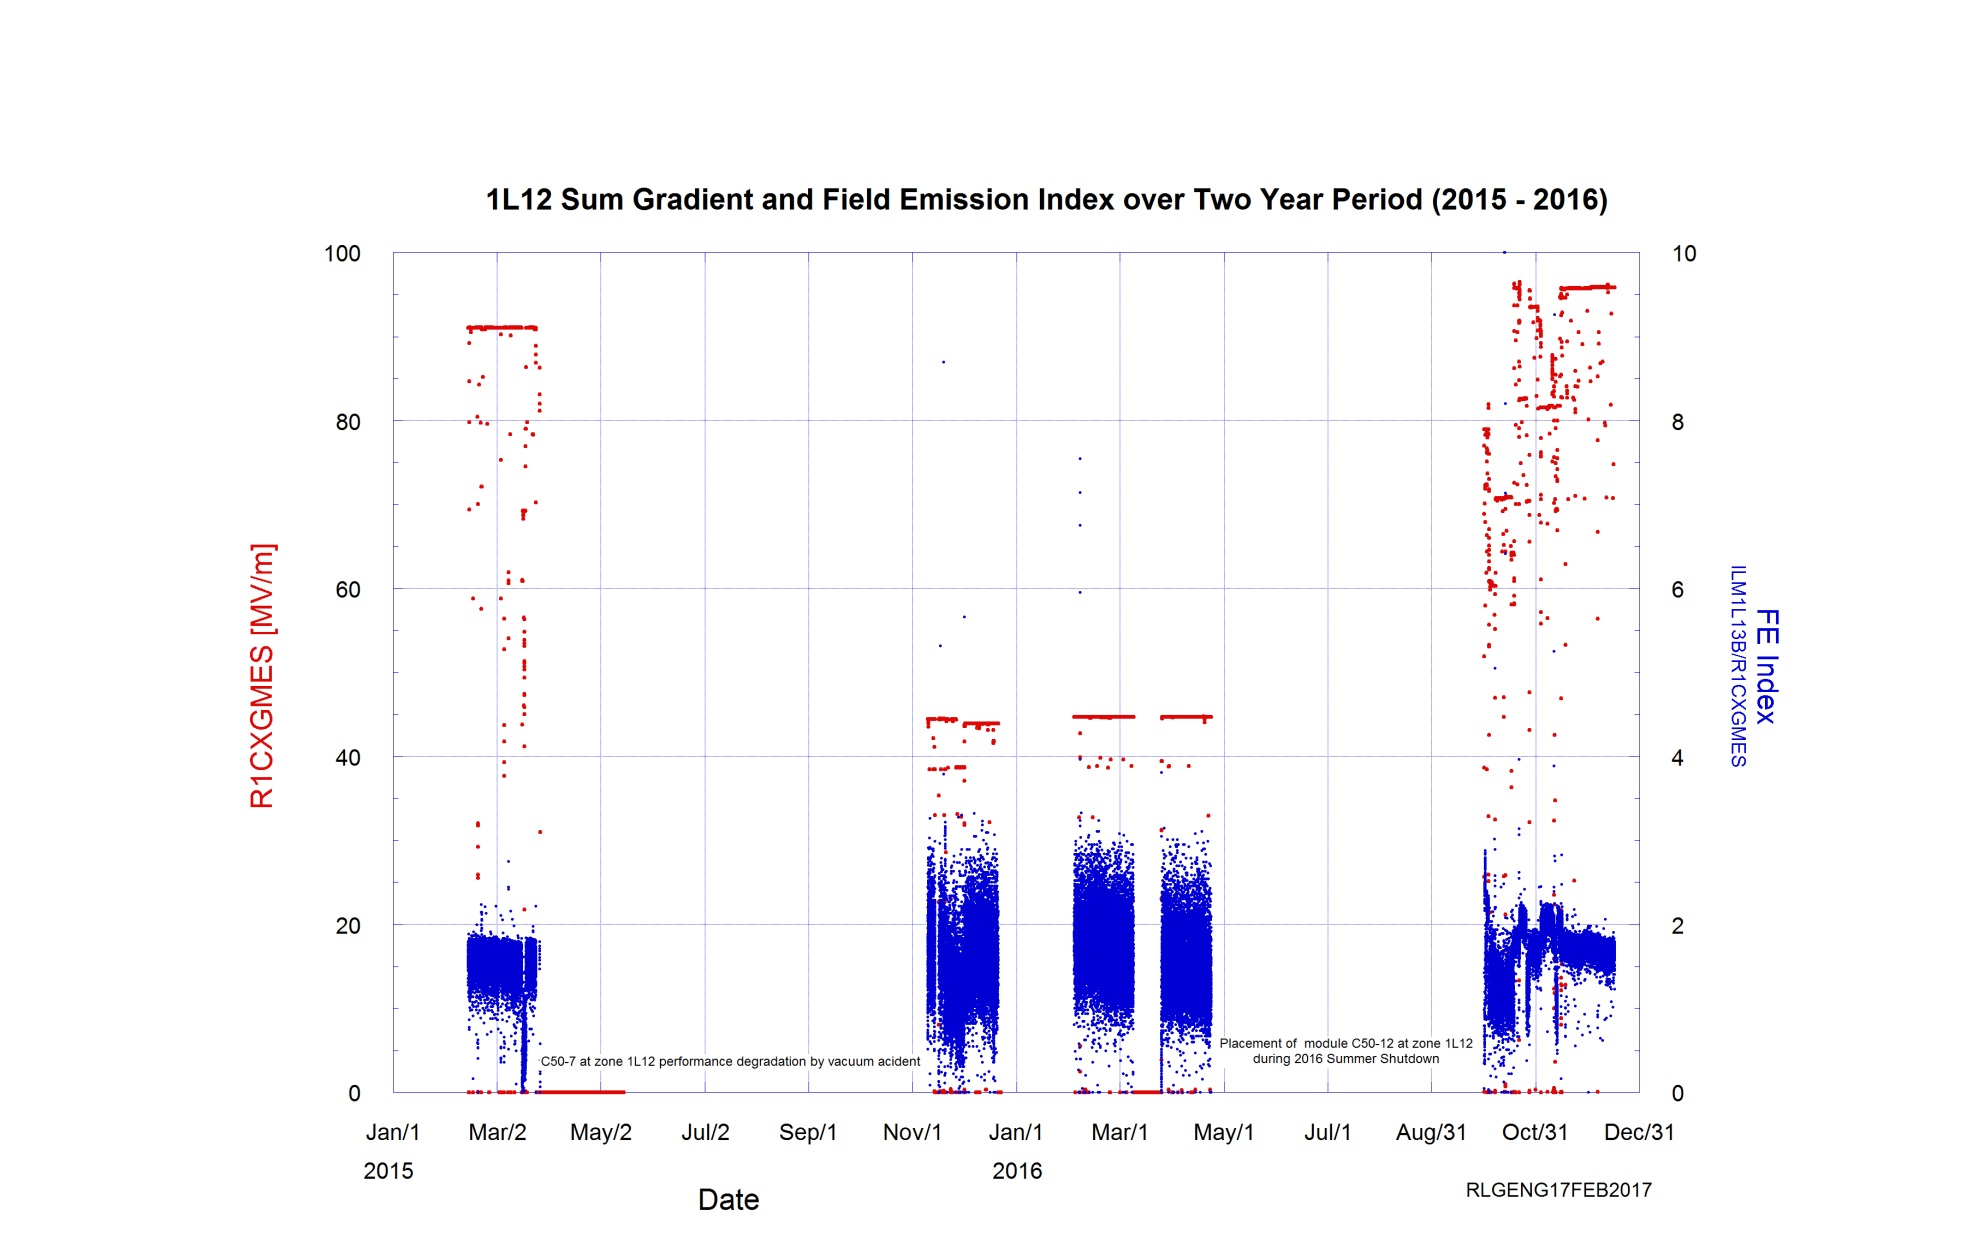 1L12 Sum Gradient and Field Emission Index over Two Year Period (2015 - 2016)
100
80
60
40
20
0
R1CXGMES [MV/m]
10
8
6
4
2
0
FE Index
ILM1L13B/R1CXGMES
C50-7 at zone 1L12 performance degradation by vacuum acident
Placement of module C50-12 at zone 1L12
during 2016 Summer Shutdown
Jan/1 Mar/2 May/2 Jul/2 Sep/1 Nov/1 Jan/1 Mar/1 May/1 Jul/1 Aug/31 Oct/31 Dec/31
2015 2016
Date
RLGENG17FEB2017